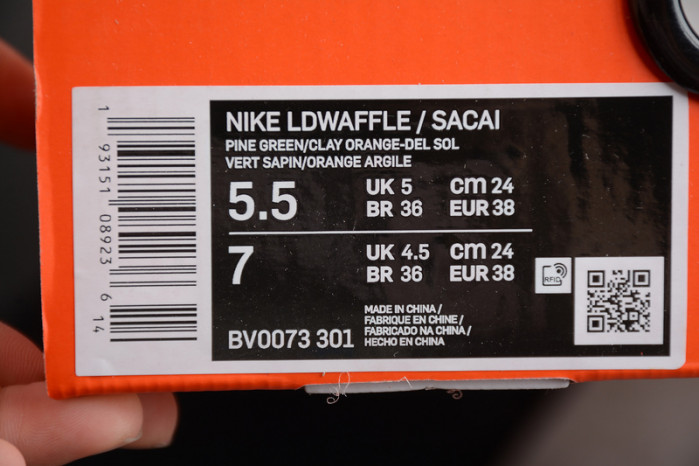 NIKE LDWAFFLE / SACAI
PINE GREEN/CLAY ORANGE-DEL SOL
VERT SAPIN/ORANGE ARGILE
5.5 UK 5 cm 24
BR 36 EUR 38
7 UK 4.5 cm 24
BR 36 EUR 38
RFID
BV0073 301
MADE IN CHINA /
FABRIQUE EN CHINE /
FABRICADO NA CHINA /
HECHO EN CHINA
1 93151 08923 6 14